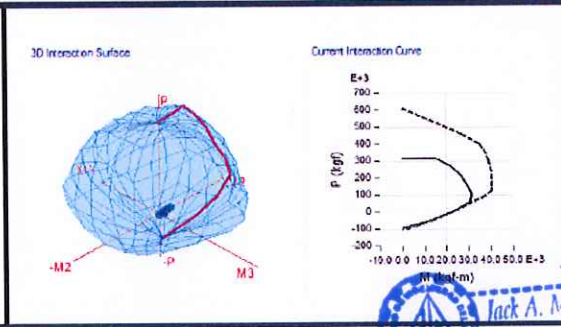 3D Interaction Surface
Current Interaction Curve
E+3
700
600
500
400
300
200
100
0
-100
-200
P (kgf)
-10.0 0.0 10.0 20.0 30.0 40.0 50.0 E+3
M (kgf-m)
P
-M2
-P
M3
Jack A. M